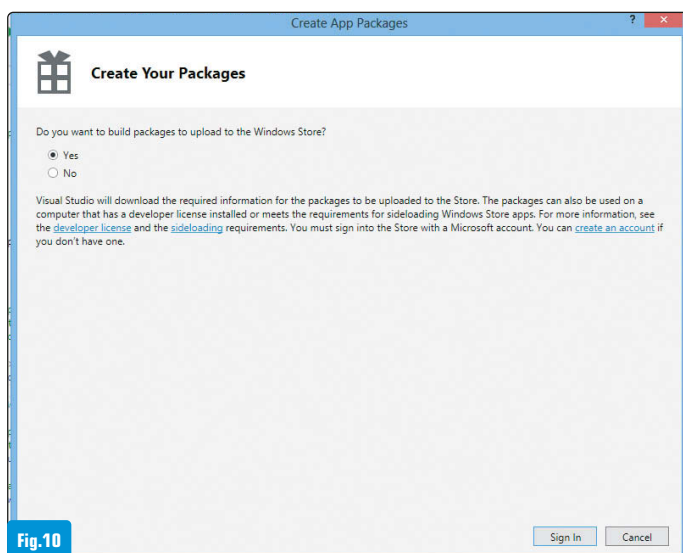 Create App Packages
?
Create Your Packages
Do you want to build packages to upload to the Windows Store?
Yes
No
Visual Studio will download the required information for the packages to be uploaded to the Store. The packages can also be used on a
computer that has a developer license installed or meets the requirements for sideloading Windows Store apps. For more information, see
the developer license and the sideloading requirements. You must sign into the Store with a Microsoft account. You can create an account if
you don't have one.
Sign In
Cancel
Fig.10